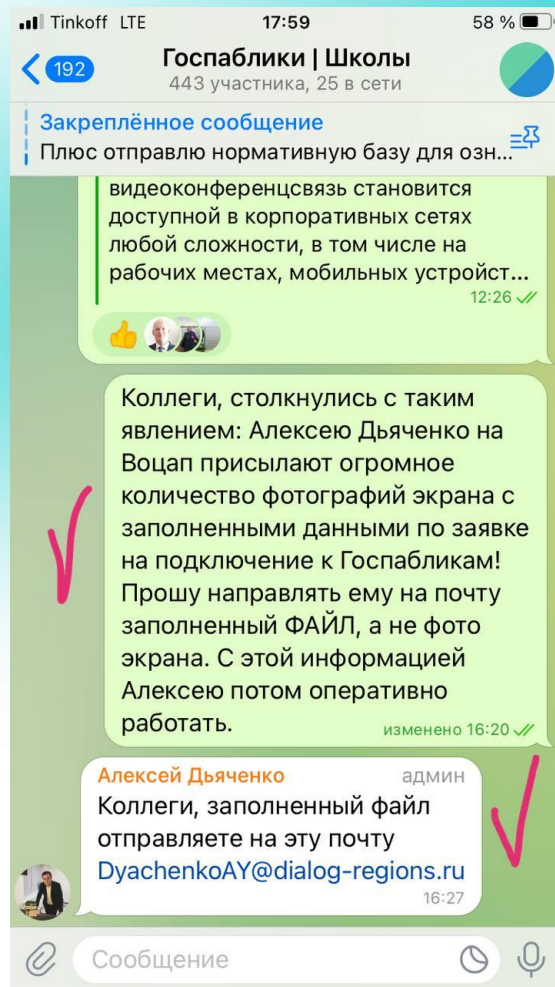 Tinkoff LTE 17:59 58 %
192 Госпаблики | Школы
443 участника, 25 в сети
Закреплённое сообщение
Плюс отправлю нормативную базу для озн...
видеоконференцсвязь становится
доступной в корпоративных сетях
любой сложности, в том числе на
рабочих местах, мобильных устройст...
12:26
Коллеги, столкнулись с таким
явлением: Алексею Дьяченко на
Воцап присылают огромное
количество фотографий экрана с
заполненными данными по заявке
на подключение к Госпабликам!
Прошу направлять ему на почту
заполненный ФАЙЛ, а не фото
экрана. С этой информацией
Алексею потом оперативно
работать.
изменено 16:20
Алексей Дьяченко админ
Коллеги, заполненный файл
отправляете на эту почту
DyachenkoAY@dialog-regions.ru
16:27
Сообщение